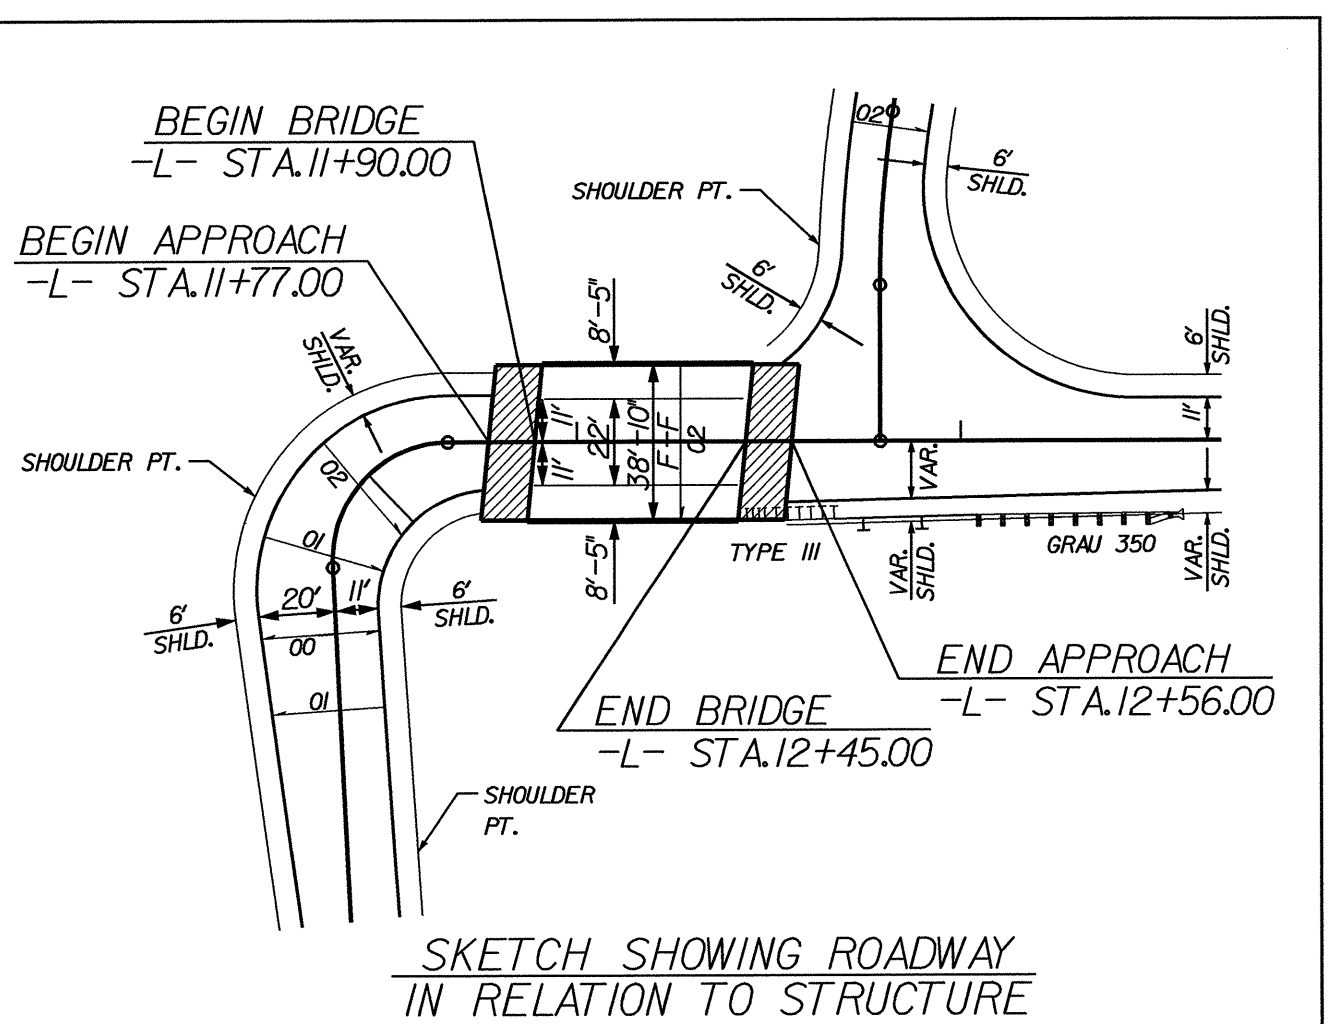 BEGIN BRIDGE
-L- STA.11+90.00
BEGIN APPROACH
-L- STA.11+77.00
SHOULDER PT.
02
6'
SHLD.
6'
SHLD.
8'-5"
6'
SHLD.
VAR.
SHLD.
11'
22'
11'
38'-10"
F-F
02
11'
VAR.
SHOULDER PT.
02
01
TYPE III
GRAU 350
VAR.
SHLD.
VAR.
SHLD.
8'-5"
20'
11'
6'
SHLD.
6'
SHLD.
00
01
END APPROACH
-L- STA.12+56.00
END BRIDGE
-L- STA.12+45.00
SHOULDER
PT.
SKETCH SHOWING ROADWAY
IN RELATION TO STRUCTURE